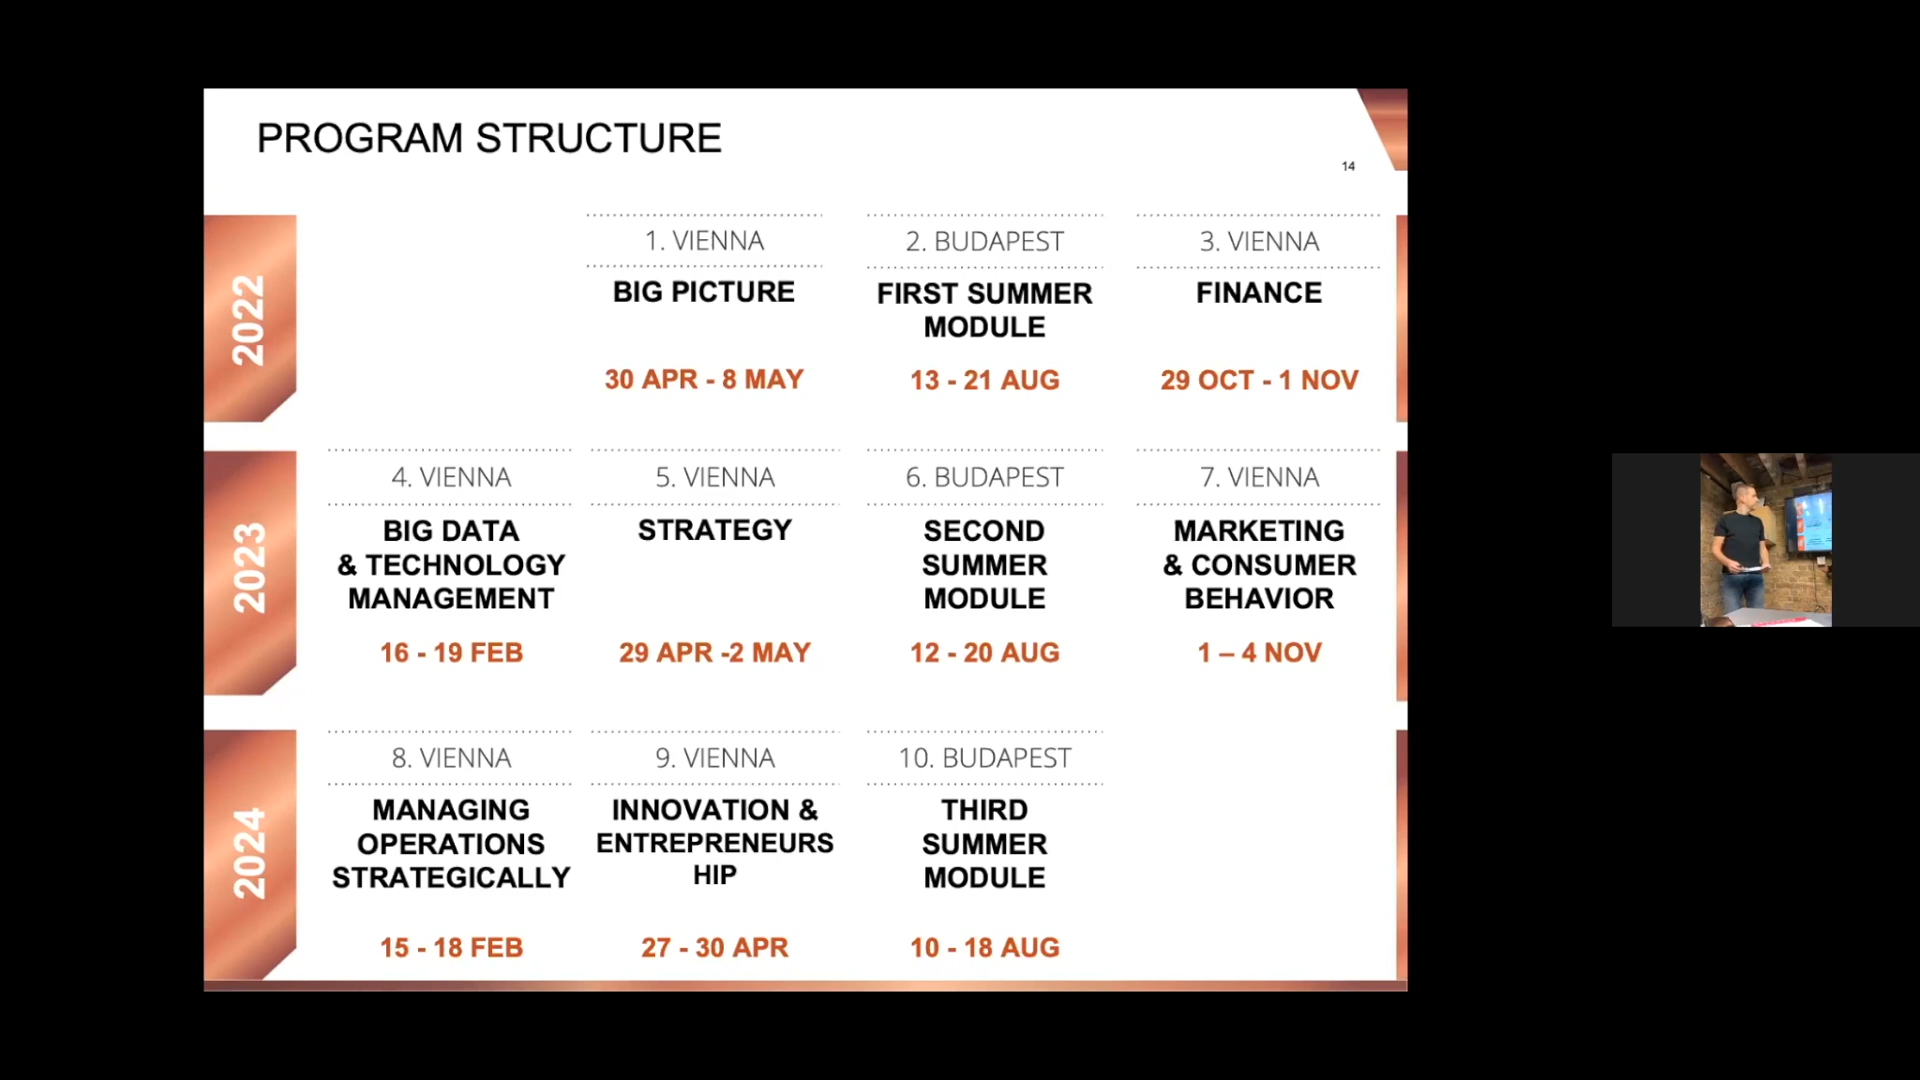 PROGRAM STRUCTURE
14
2022
1. VIENNA
BIG PICTURE
30 APR - 8 MAY
2. BUDAPEST
FIRST SUMMER
MODULE
13 - 21 AUG
3. VIENNA
FINANCE
29 OCT - 1 NOV
2023
4. VIENNA
BIG DATA
& TECHNOLOGY
MANAGEMENT
16 - 19 FEB
5. VIENNA
STRATEGY
29 APR -2 MAY
6. BUDAPEST
SECOND
SUMMER
MODULE
12 - 20 AUG
7. VIENNA
MARKETING
& CONSUMER
BEHAVIOR
1 – 4 NOV
2024
8. VIENNA
MANAGING
OPERATIONS
STRATEGICALLY
15 - 18 FEB
9. VIENNA
INNOVATION &
ENTREPRENEURS
HIP
27 - 30 APR
10. BUDAPEST
THIRD
SUMMER
MODULE
10 - 18 AUG